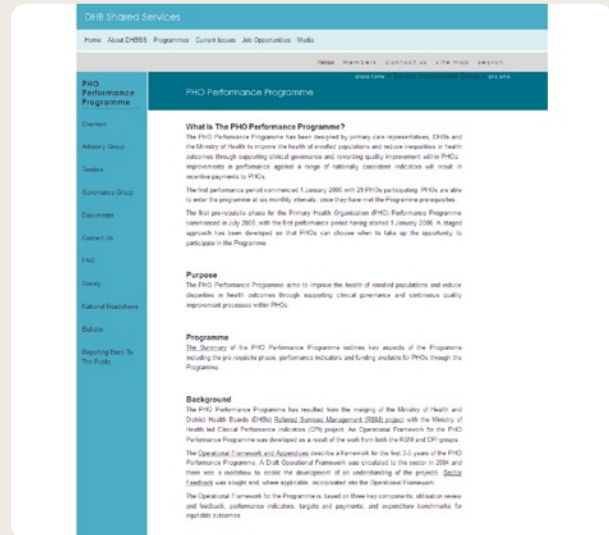 DHB Shared Services
Home About DHBSS Programmes Current Issues Job Opportunities Media
home members contact us site map search
PHO
Performance
Programme
PHO Performance Programme
Overview
Advisory Group
Tenders
Governance Group
Documents
Contact Us
FAQ
Survey
National Roadshows
Bulletin
Reporting Back To
The Public
What Is The PHO Performance Programme?
The PHO Performance Programme has been designed by primary care representatives, DHBs and
the Ministry of Health to improve the health of enrolled populations and reduce inequalities in health
outcomes through supporting clinical governance and rewarding quality improvement within PHOs.
Improvements in performance against a range of nationally consistent indicators will result in
incentive payments to PHOs.
The first performance period commenced 1 January 2006 with 29 PHOs participating. PHOs are able
to enter the programme at six monthly intervals, once they have met the Programme prerequisites.
The first pre-requisite phase for the Primary Health Organisation (PHO) Performance Programme
commenced in July 2005, with the first performance period having started 1 January 2006. A staged
approach has been developed so that PHOs can choose when to take up the opportunity to
participate in the Programme.
Purpose
The PHO Performance Programme aims to improve the health of enrolled populations and reduce
disparities in health outcomes through supporting clinical governance and continuous quality
improvement processes within PHOs.
Programme
The Summary of the PHO Performance Programme outlines key aspects of the Programme
including the pre-requisite phase, performance indicators and funding available for PHOs through the
Programme.
Background
The PHO Performance Programme has resulted from the merging of the Ministry of Health and
District Health Boards (DHBs) Referred Services Management (RSM) project with the Ministry of
Health led Clinical Performance Indicators (CPI) project. An Operational Framework for the PHO
Performance Programme was developed as a result of the work from both the RSM and CPI groups.
The Operational Framework and Appendices describe a framework for the first 3-5 years of the PHO
Performance Programme. A Draft Operational Framework was circulated to the sector in 2004 and
there was a roadshow to assist the development of an understanding of the projects. Sector
Feedback was sought and, where applicable, incorporated into the Operational Framework.
The Operational Framework for the Programme is based on three key components: utilisation review
and feedback, performance indicators, targets and payments, and expenditure benchmarks for
equitable outcomes.